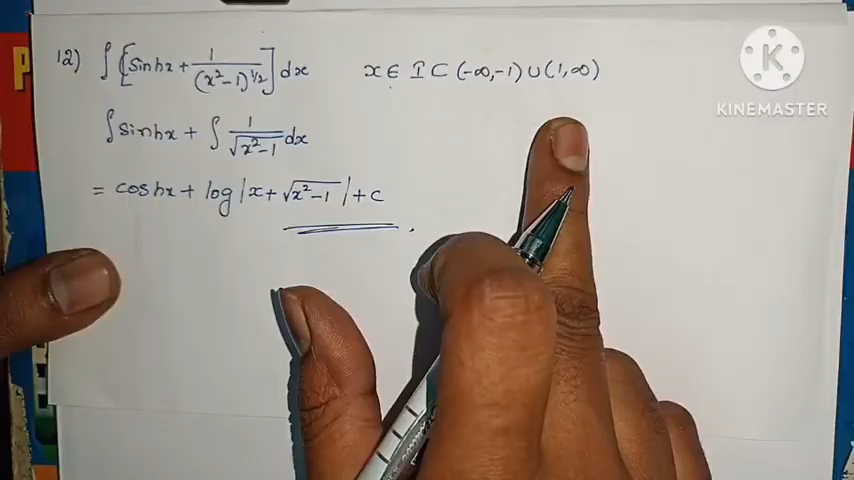 12) ∫ [Sinhx + 1/(x²-1)^½] dx x ∈ I ⊂ (-∞,-1) ∪ (1,∞)
∫ sinhx + ∫ 1/√(x²-1) dx
= coshx + log |x + √(x²-1)| + c
KINEMASTER